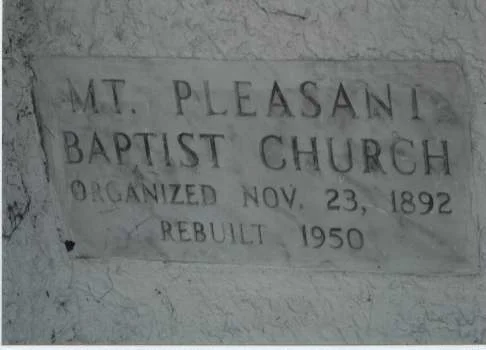 MT. PLEASANT
BAPTIST CHURCH
ORGANIZED NOV. 23, 1892
REBUILT 1950